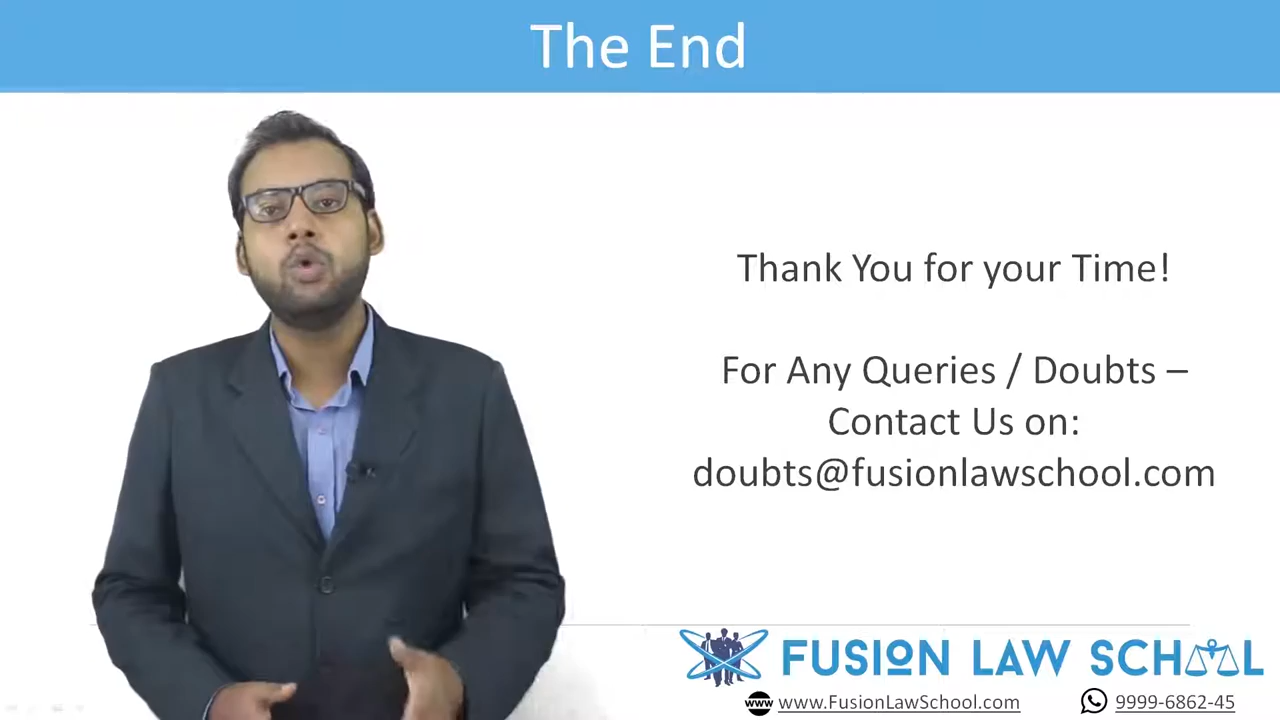 The End
Thank You for your Time!
For Any Queries / Doubts –
Contact Us on:
doubts@fusionlawschool.com
FUSION LAW SCHOOL
www www.FusionLawSchool.com 9999-6862-45